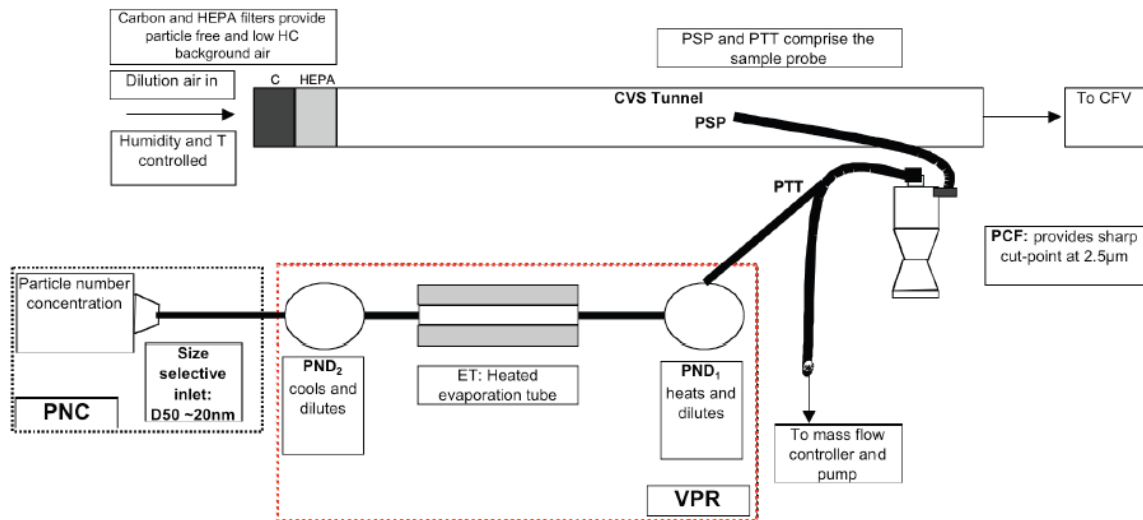 Carbon and HEPA filters provide
particle free and low HC
background air
PSP and PTT comprise the
sample probe
Dilution air in
C
HEPA
CVS Tunnel
PSP
To CFV
Humidity and T
controlled
PTT
PCF: provides sharp
cut-point at 2.5µm
Particle number
concentration
Size
selective
inlet:
D50 ~20nm
PNC
PND2
cools and
dilutes
ET: Heated
evaporation tube
PND1
heats and
dilutes
VPR
To mass flow
controller and
pump